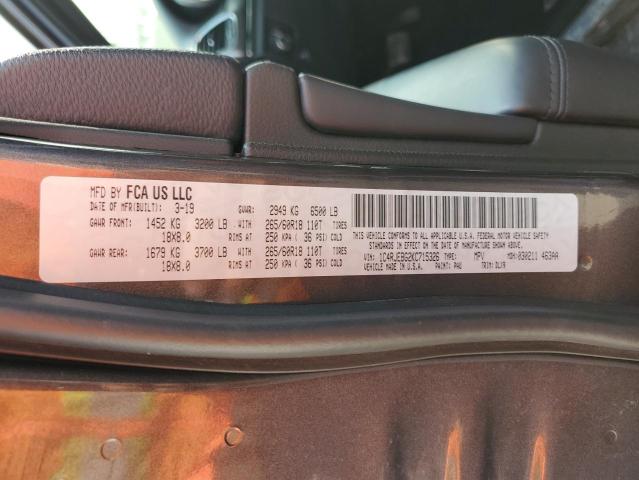 MFD BY FCA US LLC
DATE OF MFR(BUILT): 3-19 GVWR: 2949 KG 6500 LB
GAWR FRONT: 1452 KG 3200 LB WITH 265/60R18 110T TIRES
18X8.0 RIMS AT 250 KPA ( 36 PSI) COLD
GAWR REAR: 1679 KG 3700 LB WITH 265/60R18 110T TIRES
18X8.0 RIMS AT 250 KPA ( 36 PSI) COLD
THIS VEHICLE CONFORMS TO ALL APPLICABLE U.S.A. FEDERAL MOTOR VEHICLE SAFETY
STANDARDS IN EFFECT ON THE DATE OF MANUFACTURE SHOWN ABOVE.
VIN: 1C4RJEBG2KC715326 TYPE: MPV MDH:030211 463AA
VEHICLE MADE IN U.S.A. PAINT: PAU TRIM: DLX9